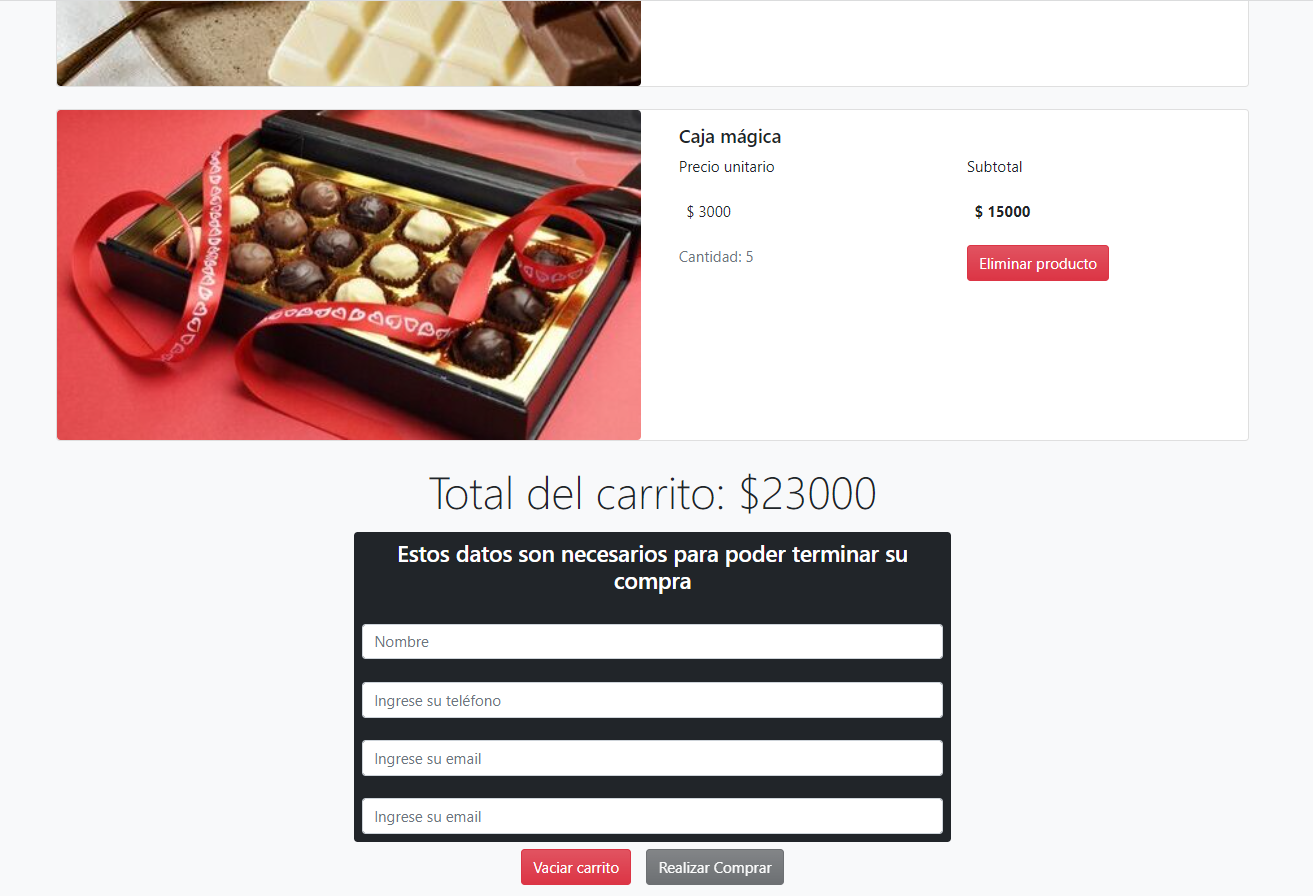 Caja mágica
Precio unitario
Subtotal
$ 3000
$ 15000
Cantidad: 5
Eliminar producto
Total del carrito: $23000
Estos datos son necesarios para poder terminar su
compra
Nombre
Ingrese su teléfono
Ingrese su email
Ingrese su email
Vaciar carrito
Realizar Comprar